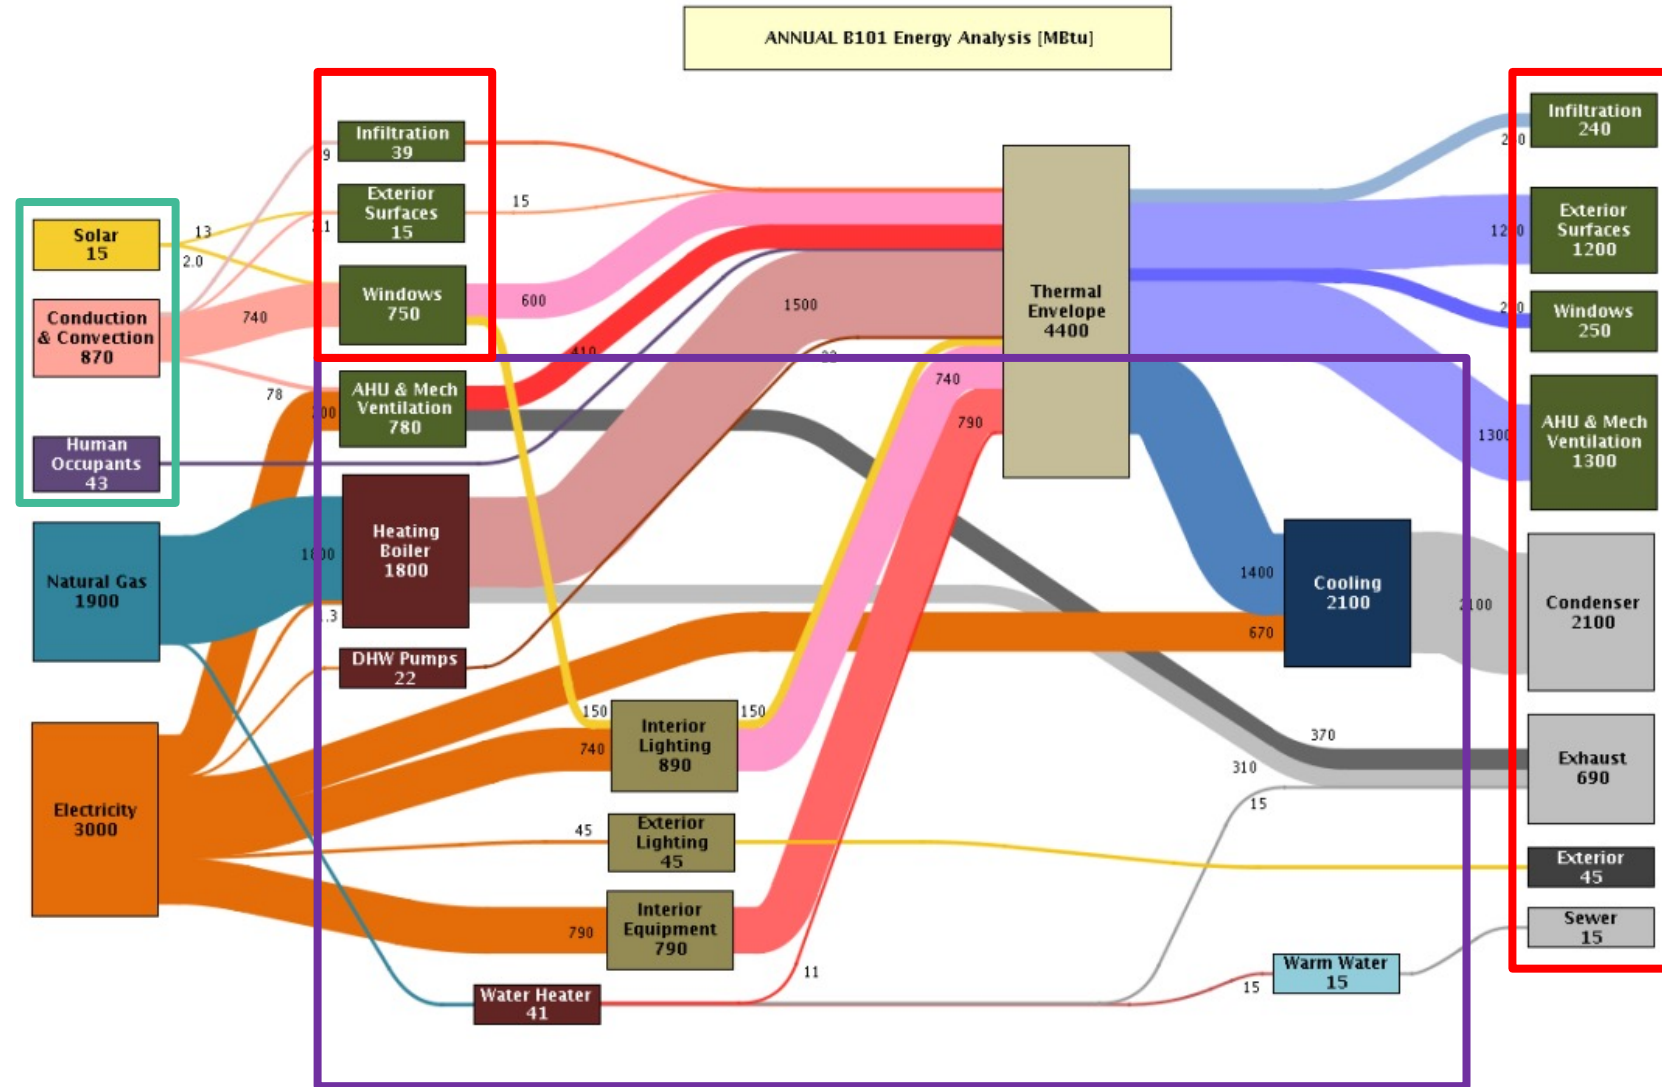 ANNUAL B101 Energy Analysis [MBtu]
Solar
15
Conduction
& Convection
870
Human
Occupants
43
Natural Gas
1900
Electricity
3000
13
2.0
740
78
Infiltration
39
Exterior
Surfaces
15
Windows
750
AHU & Mech
Ventilation
780
Heating
Boiler
1800
DHW Pumps
22
15
600
1500
150
740
45
790
Interior
Lighting
890
Exterior
Lighting
45
Interior
Equipment
790
Water Heater
41
150
11
740
790
Thermal
Envelope
4400
1400
670
Cooling
2100
2100
370
310
15
15
Warm Water
15
1300
Infiltration
240
Exterior
Surfaces
1200
Windows
250
AHU & Mech
Ventilation
1300
Condenser
2100
Exhaust
690
Exterior
45
Sewer
15